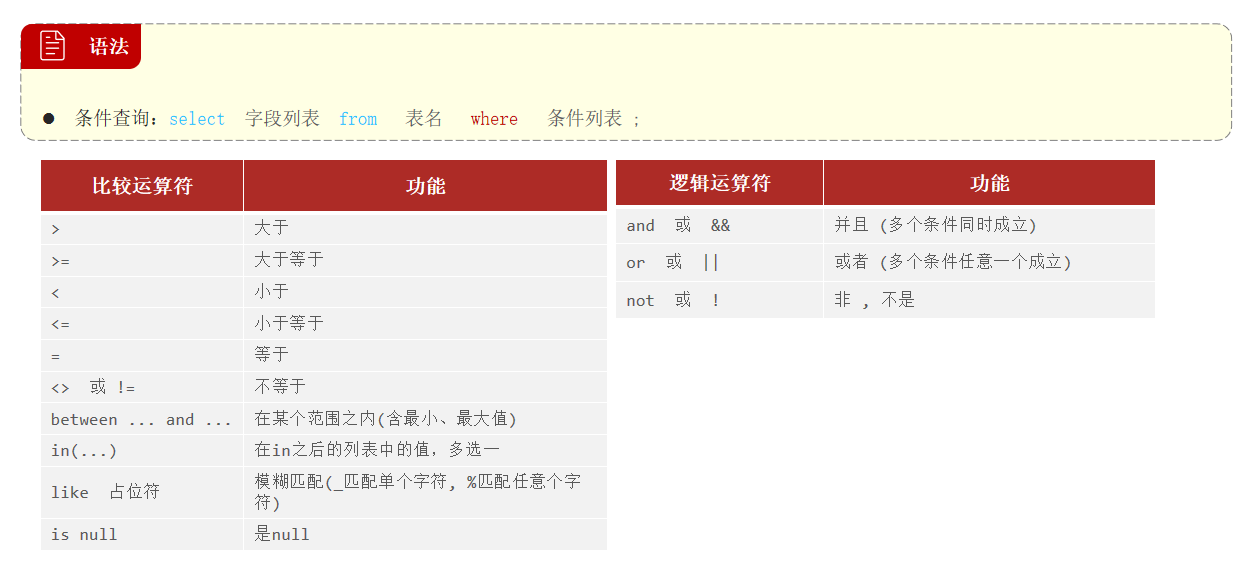 语法
● 条件查询：select 字段列表 from 表名 where 条件列表 ;
比较运算符 功能
> 大于
>= 大于等于
< 小于
<= 小于等于
= 等于
<> 或 != 不等于
between ... and ... 在某个范围之内(含最小、最大值)
in(...) 在in之后的列表中的值，多选一
like 占位符 模糊匹配(_匹配单个字符, %匹配任意个字
符)
is null 是null
逻辑运算符 功能
and 或 && 并且 (多个条件同时成立)
or 或 || 或者 (多个条件任意一个成立)
not 或 ! 非 , 不是